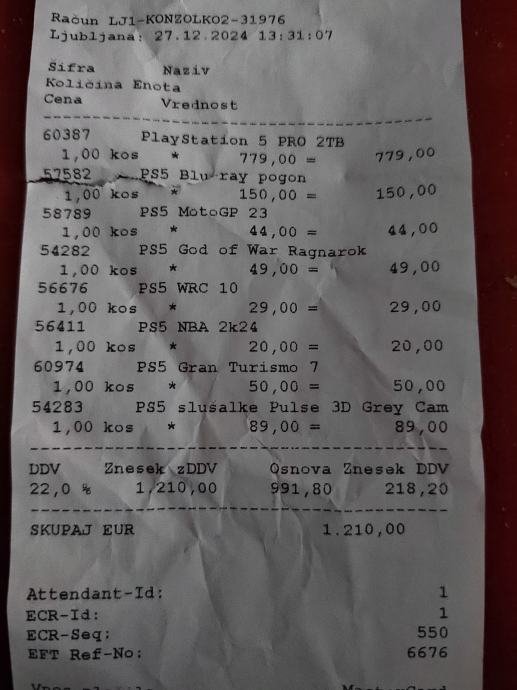 Račun LJ1-KONZOLKO2-31976
Ljubljana: 27.12.2024 13:31:07
Šifra Naziv
Količina Enota
Cena Vrednost
60387 PlayStation 5 PRO 2TB
1,00 kos * 779,00 = 779,00
57582 PS5 Blu-ray pogon
1,00 kos * 150,00 = 150,00
58789 PS5 MotoGP 23
1,00 kos * 44,00 = 44,00
54282 PS5 God of War Ragnarok
1,00 kos * 49,00 = 49,00
56676 PS5 WRC 10
1,00 kos * 29,00 = 29,00
56411 PS5 NBA 2k24
1,00 kos * 20,00 = 20,00
60974 PS5 Gran Turismo 7
1,00 kos * 50,00 = 50,00
54283 PS5 slušalke Pulse 3D Grey Cam
1,00 kos * 89,00 = 89,00
DDV Znesek zDDV Osnova Znesek DDV
22,0 % 1,210,00 991,80 218,20
SKUPAJ EUR 1.210,00
Attendant-Id: 1
ECR-Id: 1
ECR-Seq: 550
EFT Ref-No: 6676